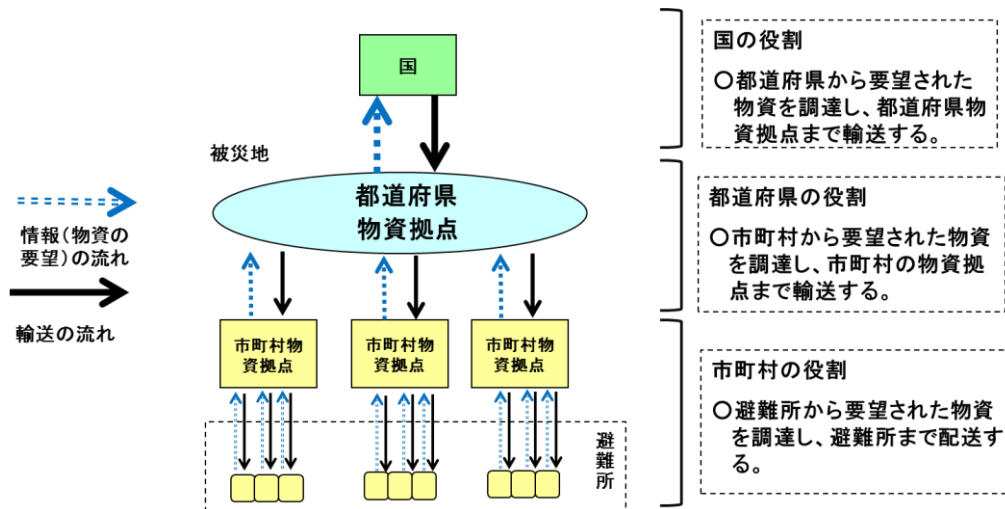 国
被災地
都道府県
物資拠点
情報(物資の
要望)の流れ
輸送の流れ
市町村物
資拠点
市町村物
資拠点
市町村物
資拠点
避難所
国の役割
○都道府県から要望された
物資を調達し、都道府県物
資拠点まで輸送する。
都道府県の役割
○市町村から要望された物資
を調達し、市町村の物資拠
点まで輸送する。
市町村の役割
○避難所から要望された物資
を調達し、避難所まで配送す
る。